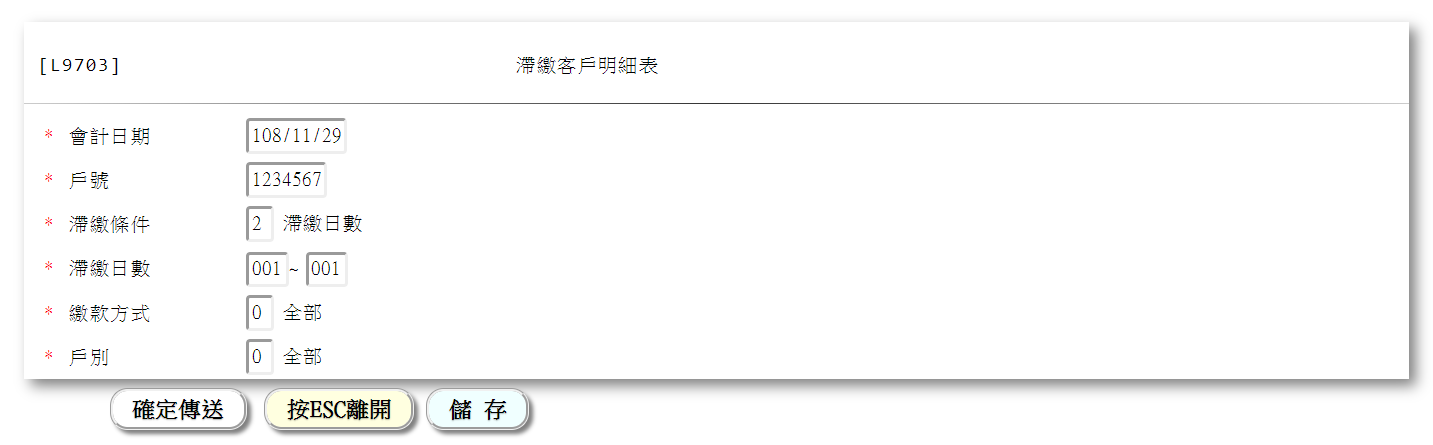 [L9703] 滯繳客戶明細表
* 會計日期 108/11/29
* 戶號 1234567
* 滯繳條件 2 滯繳日數
* 滯繳日數 001 ~ 001
* 繳款方式 0 全部
* 戶別 0 全部
確定傳送 按ESC離開 儲 存